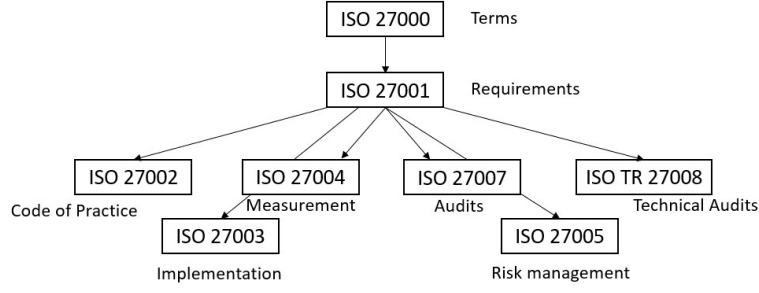 ISO 27000 Terms
ISO 27001 Requirements
ISO 27002 ISO 27004 ISO 27007 ISO TR 27008
Code of Practice Measurement Audits Technical Audits
ISO 27003 ISO 27005
Implementation Risk management